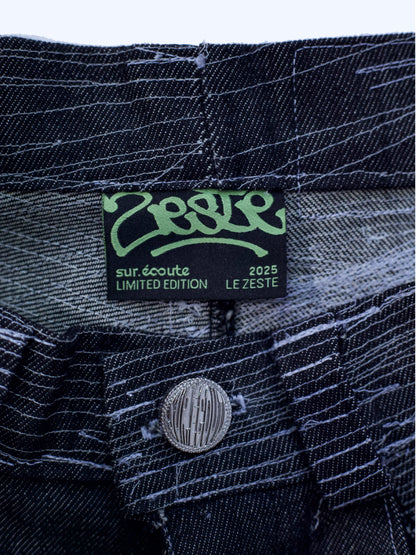 Zeste
sur.écoute 2025
LIMITED EDITION LE ZESTE